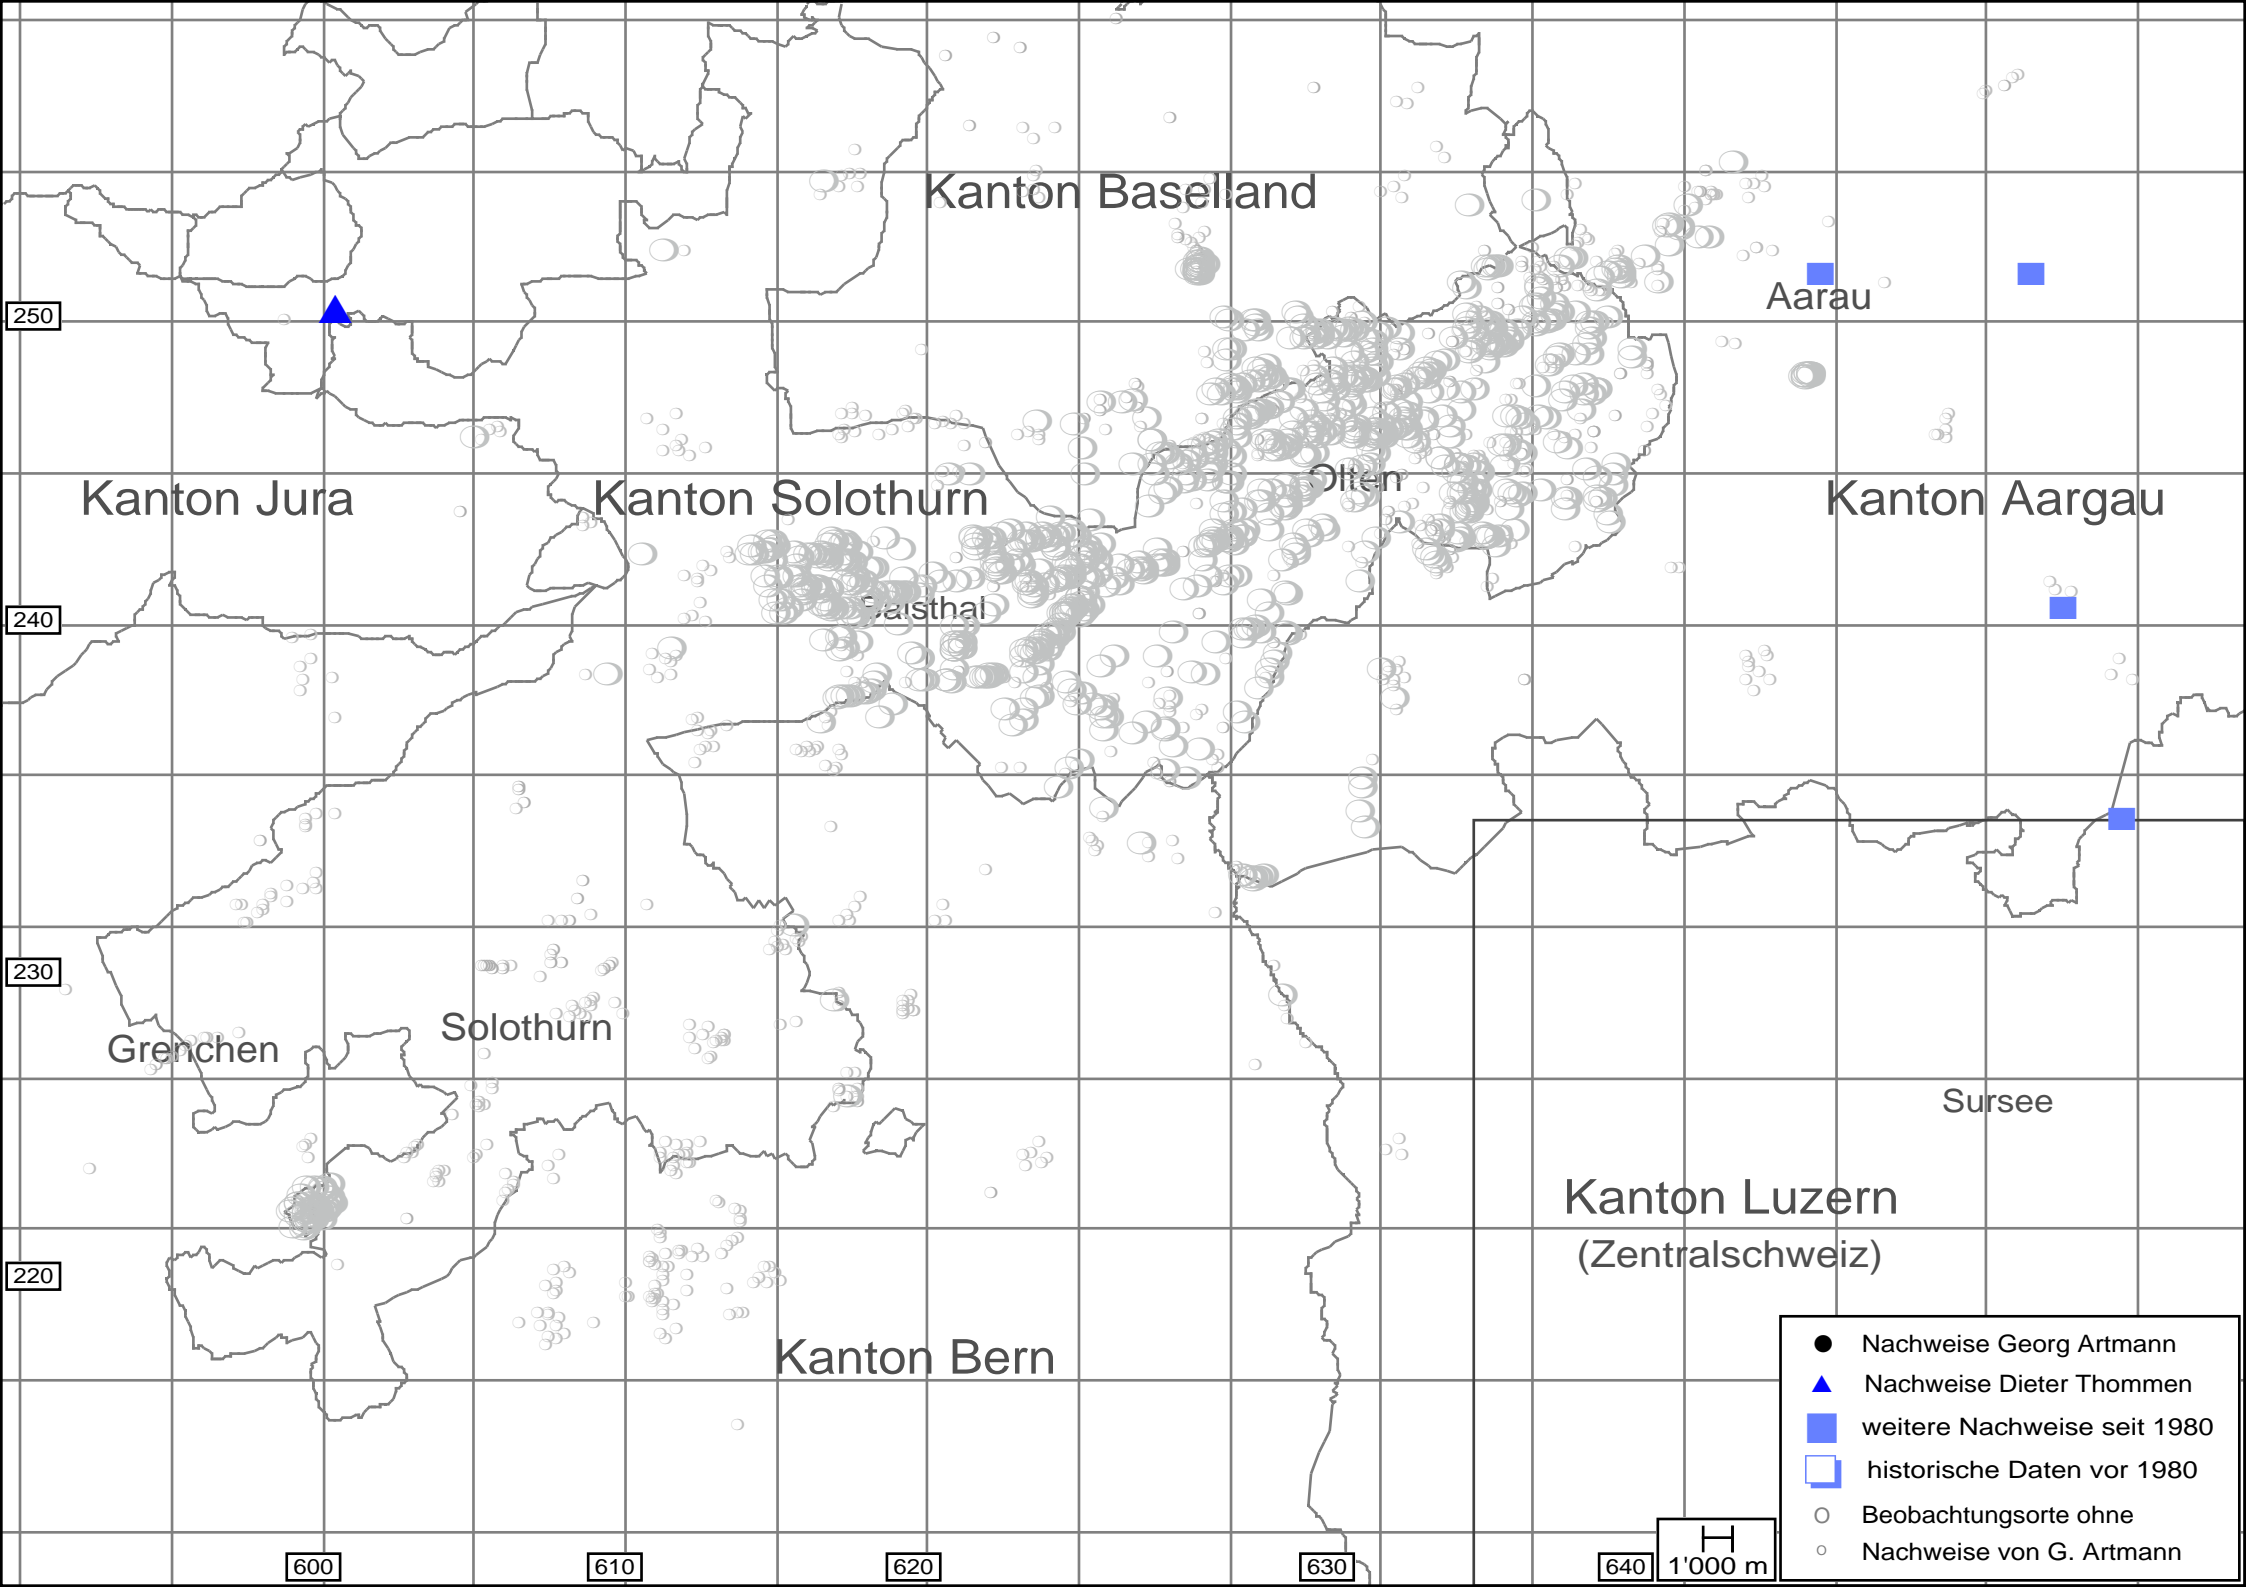 Kanton Baselland
Aarau
250
Kanton Jura
Kanton Solothurn
Olten
Kanton Aargau
240
Balsthal
230
Solothurn
Grenchen
Sursee
Kanton Luzern
(Zentralschweiz)
220
Kanton Bern
Nachweise Georg Artmann
Nachweise Dieter Thommen
weitere Nachweise seit 1980
historische Daten vor 1980
Beobachtungsorte ohne
Nachweise von G. Artmann
600
610
620
630
640
1'000 m